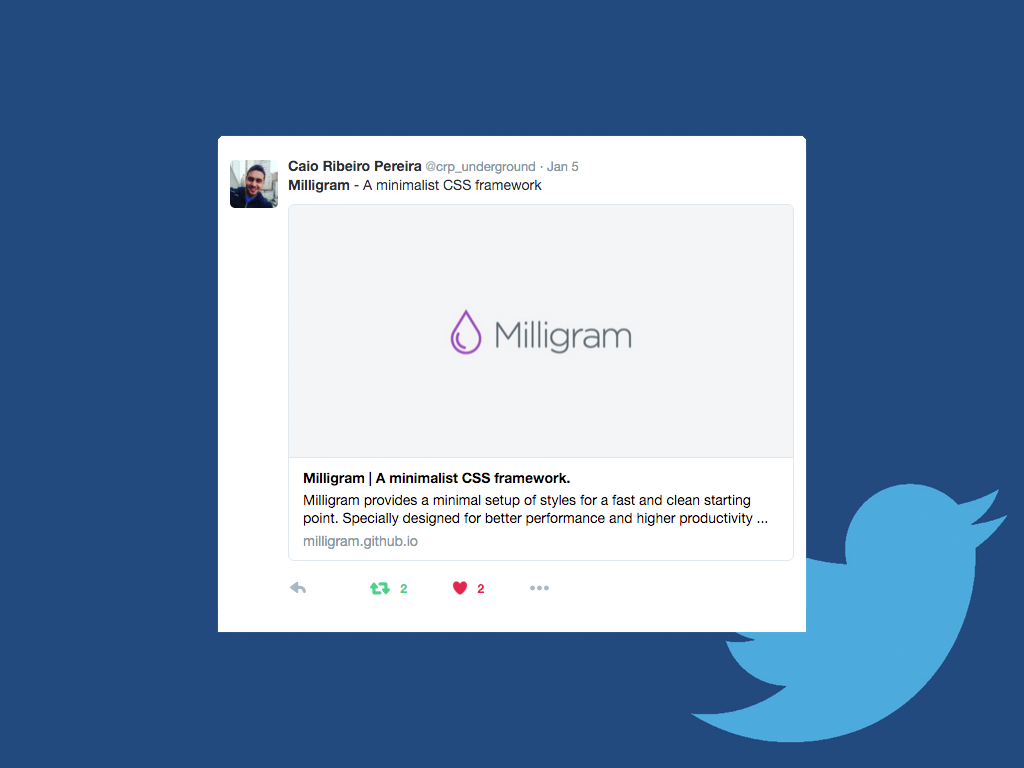 Caio Ribeiro Pereira @crp_underground · Jan 5
Milligram - A minimalist CSS framework
Milligram
Milligram | A minimalist CSS framework.
Milligram provides a minimal setup of styles for a fast and clean starting
point. Specially designed for better performance and higher productivity ...
milligram.github.io
2 2